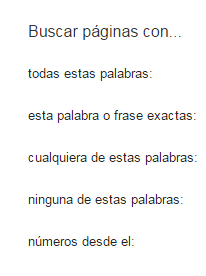 Buscar páginas con...
todas estas palabras:
esta palabra o frase exactas:
cualquiera de estas palabras:
ninguna de estas palabras:
números desde el: